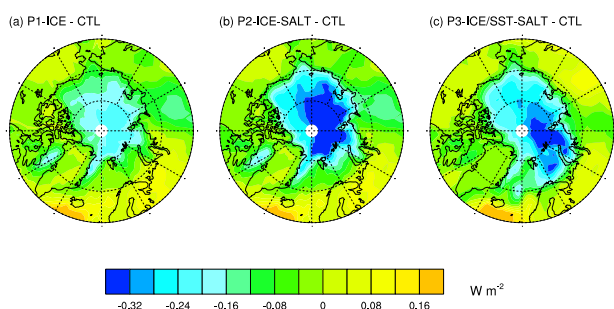 (a) P1-ICE - CTL
(b) P2-ICE-SALT - CTL
(c) P3-ICE/SST-SALT - CTL
-0.32 -0.24 -0.16 -0.08 0 0.08 0.16
W m⁻²